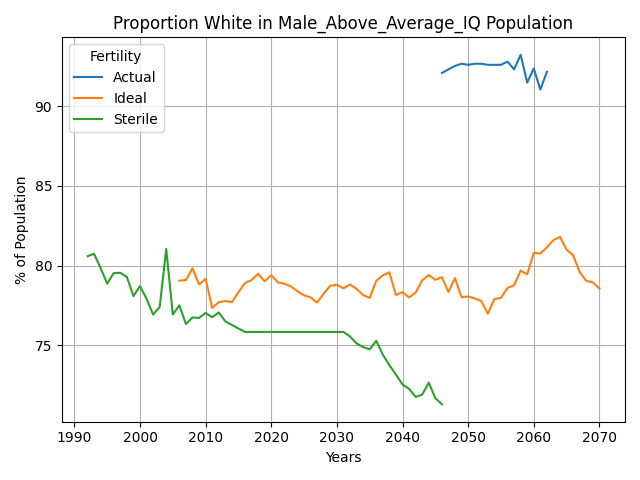 Proportion White in Male_Above_Average_IQ Population
Fertility
Actual
Ideal
Sterile
% of Population
90
85
80
75
1990 2000 2010 2020 2030 2040 2050 2060 2070
Years